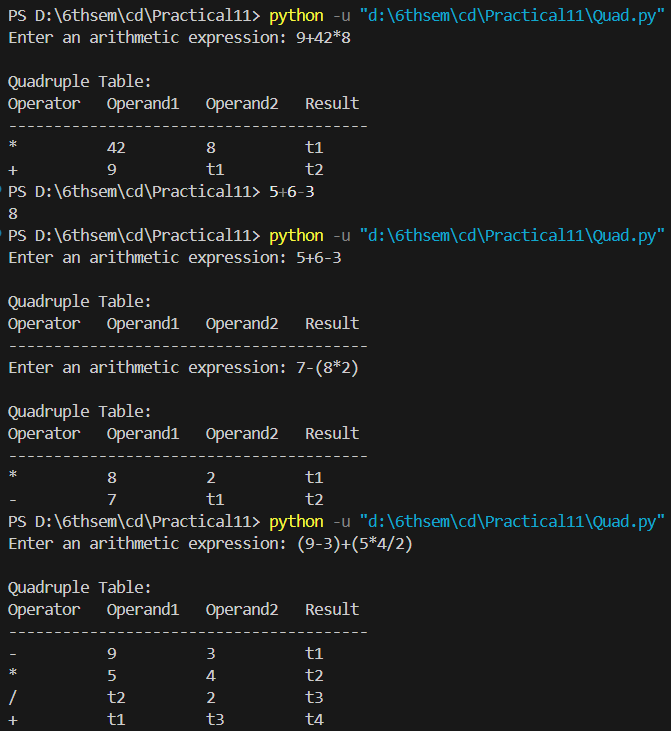 PS D:\6thsem\cd\Practical11> python -u "d:\6thsem\cd\Practical11\Quad.py"
Enter an arithmetic expression: 9+42*8
Quadruple Table:
Operator   Operand1   Operand2   Result
----------------------------------------
*          42         8          t1
+          9          t1         t2
PS D:\6thsem\cd\Practical11> 5+6-3
8
PS D:\6thsem\cd\Practical11> python -u "d:\6thsem\cd\Practical11\Quad.py"
Enter an arithmetic expression: 5+6-3
Quadruple Table:
Operator   Operand1   Operand2   Result
----------------------------------------
Enter an arithmetic expression: 7-(8*2)
Quadruple Table:
Operator   Operand1   Operand2   Result
----------------------------------------
*          8          2          t1
-          7          t1         t2
PS D:\6thsem\cd\Practical11> python -u "d:\6thsem\cd\Practical11\Quad.py"
Enter an arithmetic expression: (9-3)+(5*4/2)
Quadruple Table:
Operator   Operand1   Operand2   Result
----------------------------------------
-          9          3          t1
*          5          4          t2
/          t2         2          t3
+          t1         t3         t4